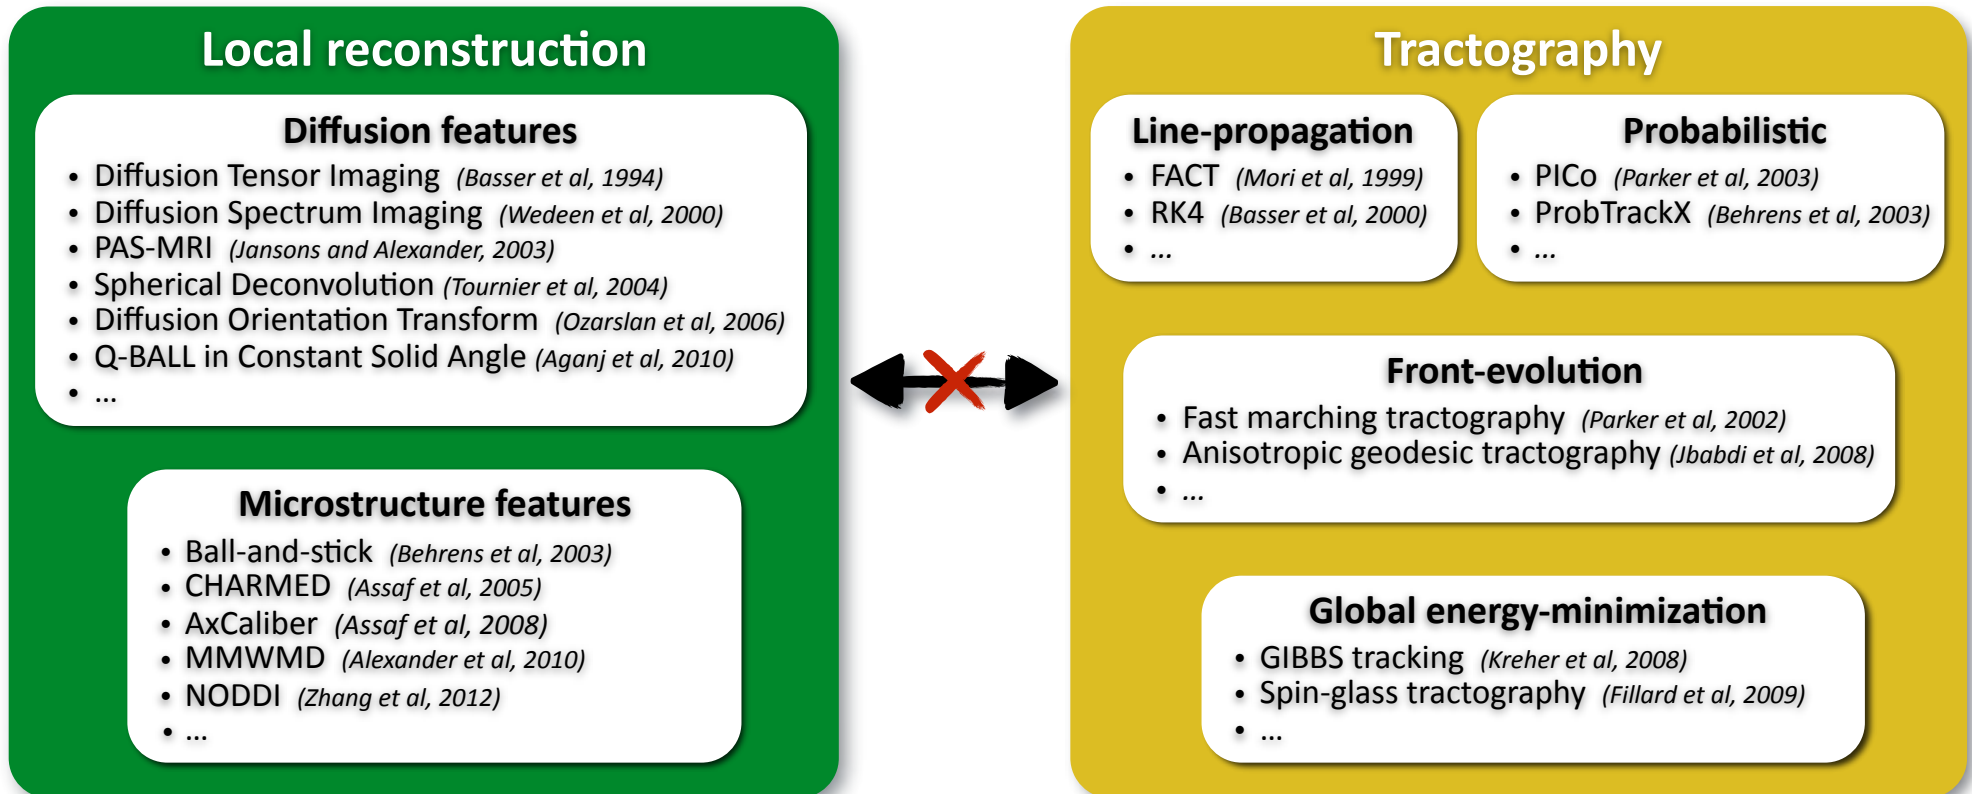 Local reconstruction
Diffusion features
• Diffusion Tensor Imaging (Basser et al, 1994)
• Diffusion Spectrum Imaging (Wedeen et al, 2000)
• PAS-MRI (Jansons and Alexander, 2003)
• Spherical Deconvolution (Tournier et al, 2004)
• Diffusion Orientation Transform (Ozarslan et al, 2006)
• Q-BALL in Constant Solid Angle (Aganj et al, 2010)
• ...
Microstructure features
• Ball-and-stick (Behrens et al, 2003)
• CHARMED (Assaf et al, 2005)
• AxCaliber (Assaf et al, 2008)
• MMWMD (Alexander et al, 2010)
• NODDI (Zhang et al, 2012)
• ...
Tractography
Line-propagation
• FACT (Mori et al, 1999)
• RK4 (Basser et al, 2000)
• ...
Probabilistic
• PICo (Parker et al, 2003)
• ProbTrackX (Behrens et al, 2003)
• ...
Front-evolution
• Fast marching tractography (Parker et al, 2002)
• Anisotropic geodesic tractography (Jbabdi et al, 2008)
• ...
Global energy-minimization
• GIBBS tracking (Kreher et al, 2008)
• Spin-glass tractography (Fillard et al, 2009)
• ...